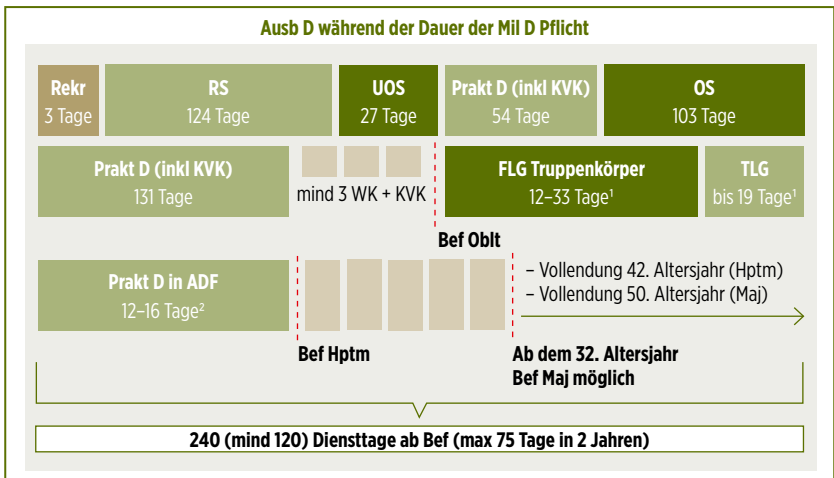 Ausb D während der Dauer der Mil D Pflicht
Rekr
3 Tage
RS
124 Tage
UOS
27 Tage
Prakt D (inkl KVK)
54 Tage
OS
103 Tage
Prakt D (inkl KVK)
131 Tage
mind 3 WK + KVK
FLG Truppenkörper
12–33 Tage¹
TLG
bis 19 Tage¹
Bef Oblt
Prakt D in ADF
12–16 Tage²
– Vollendung 42. Altersjahr (Hptm)
– Vollendung 50. Altersjahr (Maj)
Bef Hptm
Ab dem 32. Altersjahr
Bef Maj möglich
240 (mind 120) Diensttage ab Bef (max 75 Tage in 2 Jahren)